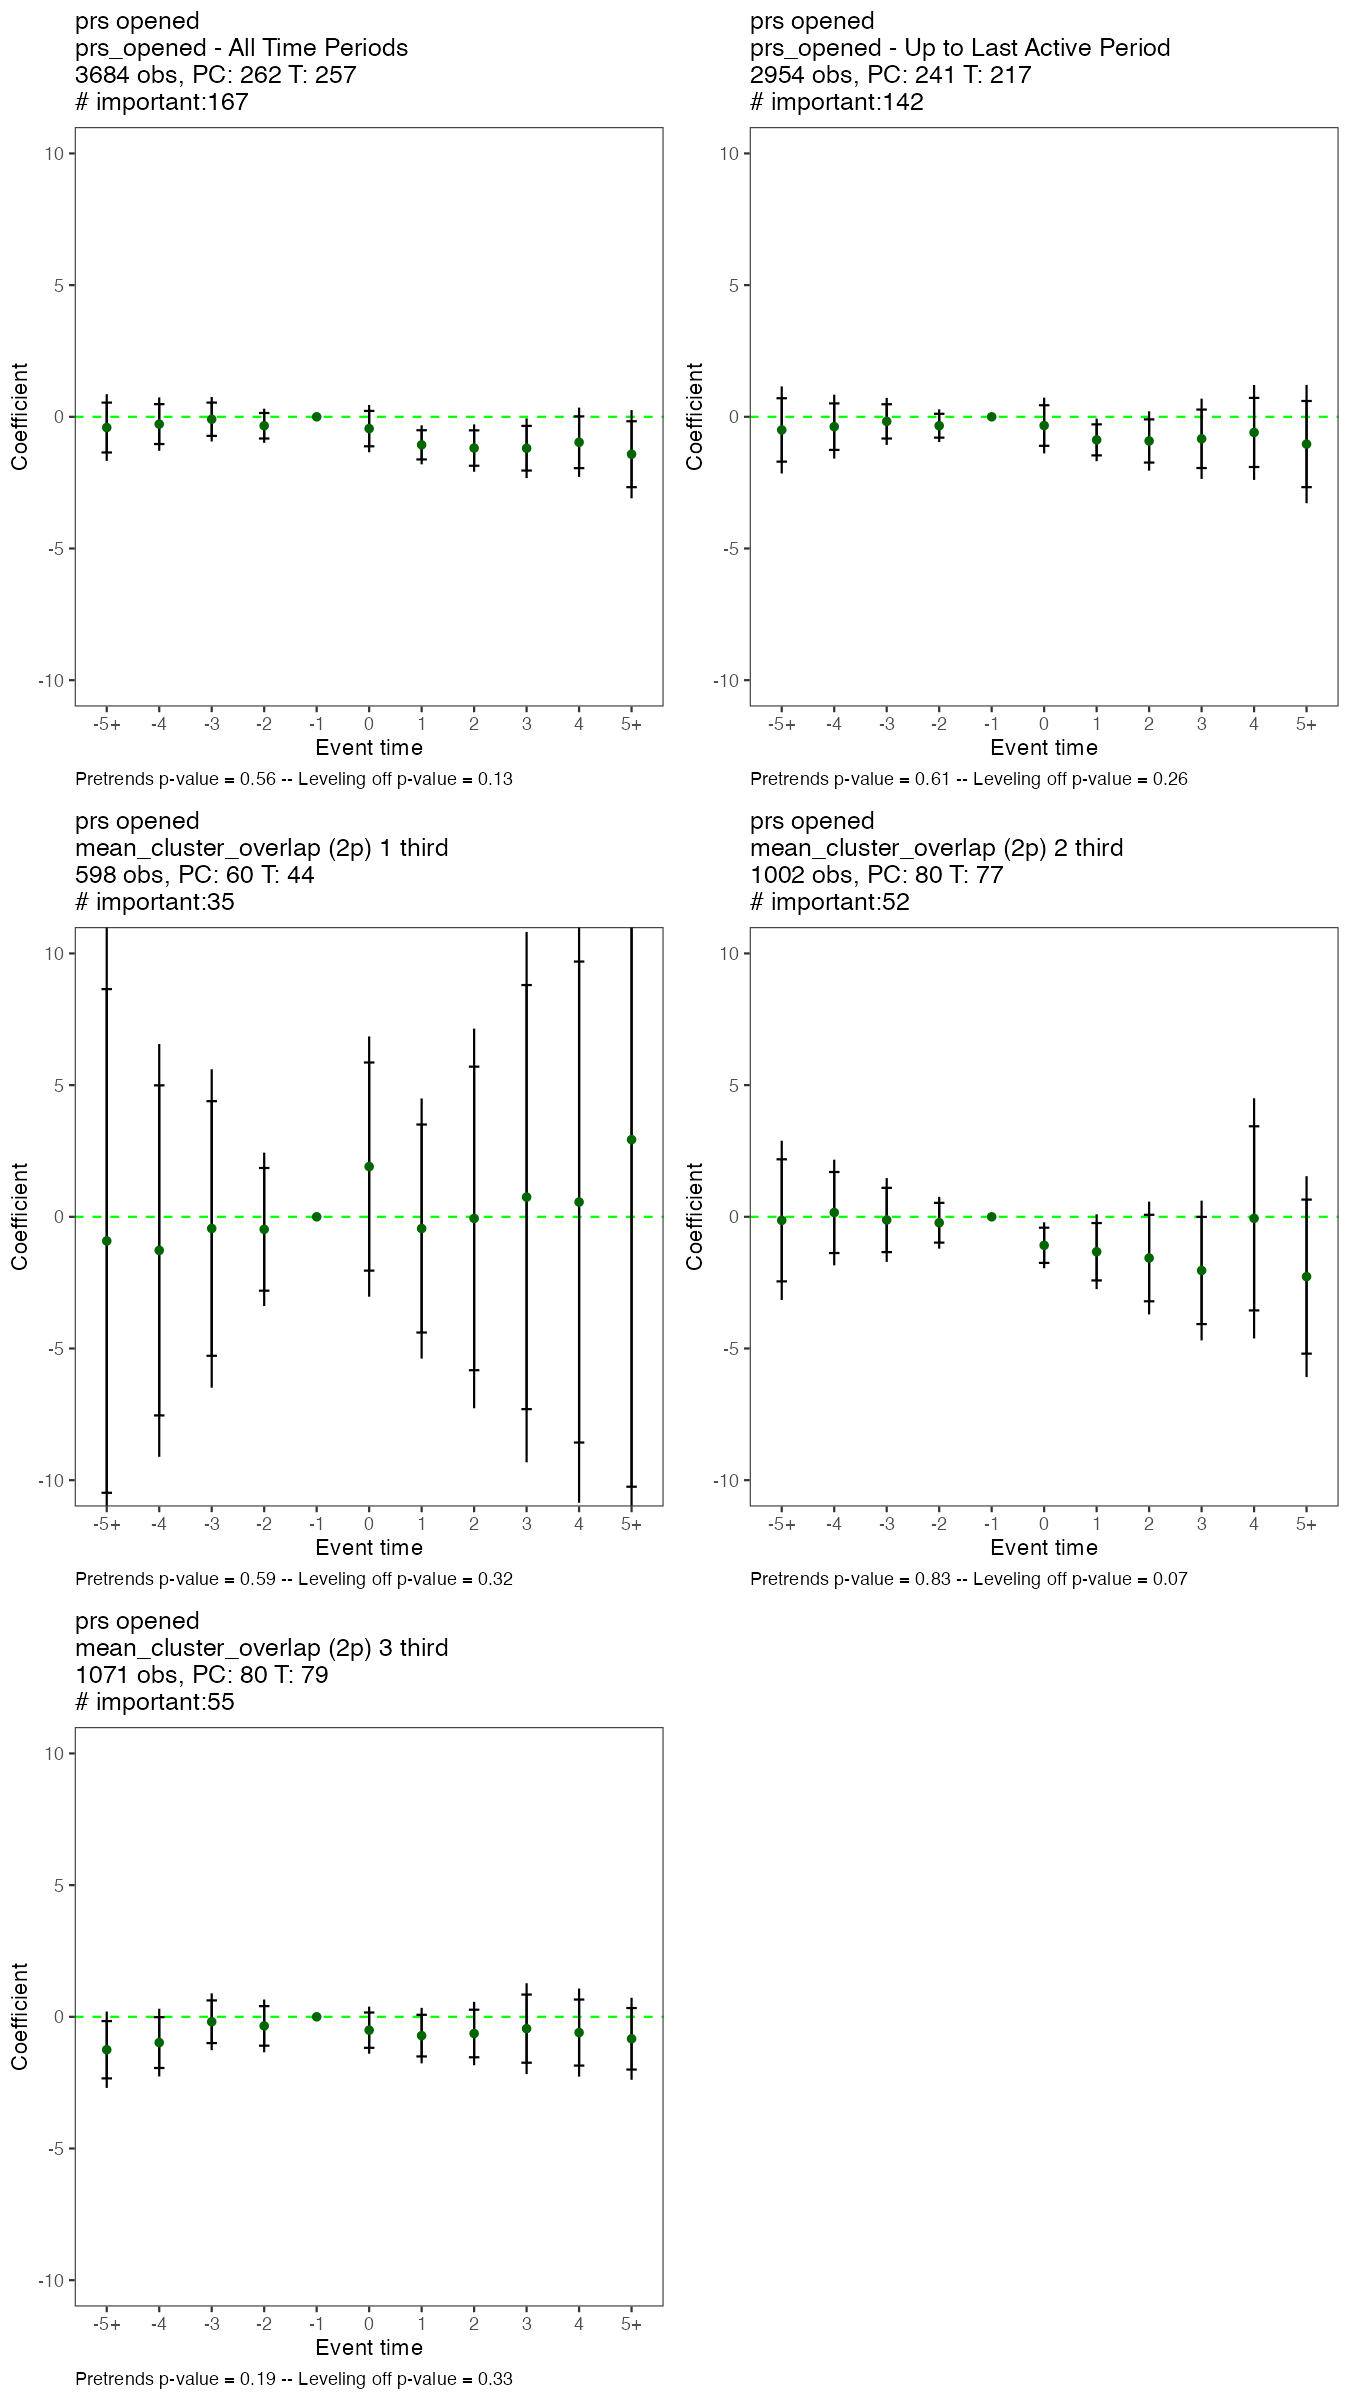 prs opened
prs_opened - All Time Periods
3684 obs, PC: 262 T: 257
# important:167
10
5
0
-5
-10
Coefficient
-5+ -4 -3 -2 -1 0 1 2 3 4 5+
Event time
Pretrends p-value = 0.56 -- Leveling off p-value = 0.13
prs opened
prs_opened - Up to Last Active Period
2954 obs, PC: 241 T: 217
# important:142
10
5
0
-5
-10
Coefficient
-5+ -4 -3 -2 -1 0 1 2 3 4 5+
Event time
Pretrends p-value = 0.61 -- Leveling off p-value = 0.26
prs opened
mean_cluster_overlap (2p) 1 third
598 obs, PC: 60 T: 44
# important:35
10
5
0
-5
-10
Coefficient
-5+ -4 -3 -2 -1 0 1 2 3 4 5+
Event time
Pretrends p-value = 0.59 -- Leveling off p-value = 0.32
prs opened
mean_cluster_overlap (2p) 2 third
1002 obs, PC: 80 T: 77
# important:52
10
5
0
-5
-10
Coefficient
-5+ -4 -3 -2 -1 0 1 2 3 4 5+
Event time
Pretrends p-value = 0.83 -- Leveling off p-value = 0.07
prs opened
mean_cluster_overlap (2p) 3 third
1071 obs, PC: 80 T: 79
# important:55
10
5
0
-5
-10
Coefficient
-5+ -4 -3 -2 -1 0 1 2 3 4 5+
Event time
Pretrends p-value = 0.19 -- Leveling off p-value = 0.33